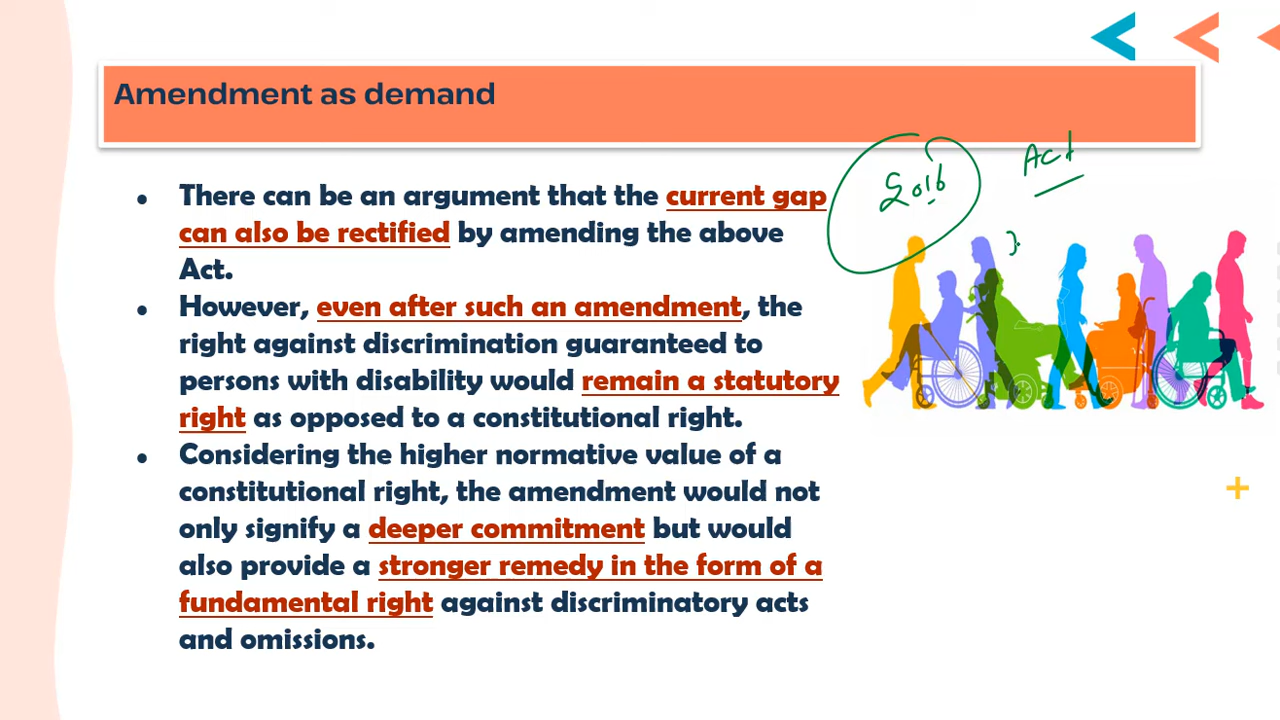 Amendment as demand
2016
Act
There can be an argument that the current gap
can also be rectified by amending the above
Act.
However, even after such an amendment, the
right against discrimination guaranteed to
persons with disability would remain a statutory
right as opposed to a constitutional right.
Considering the higher normative value of a
constitutional right, the amendment would not
only signify a deeper commitment but would
also provide a stronger remedy in the form of a
fundamental right against discriminatory acts
and omissions.